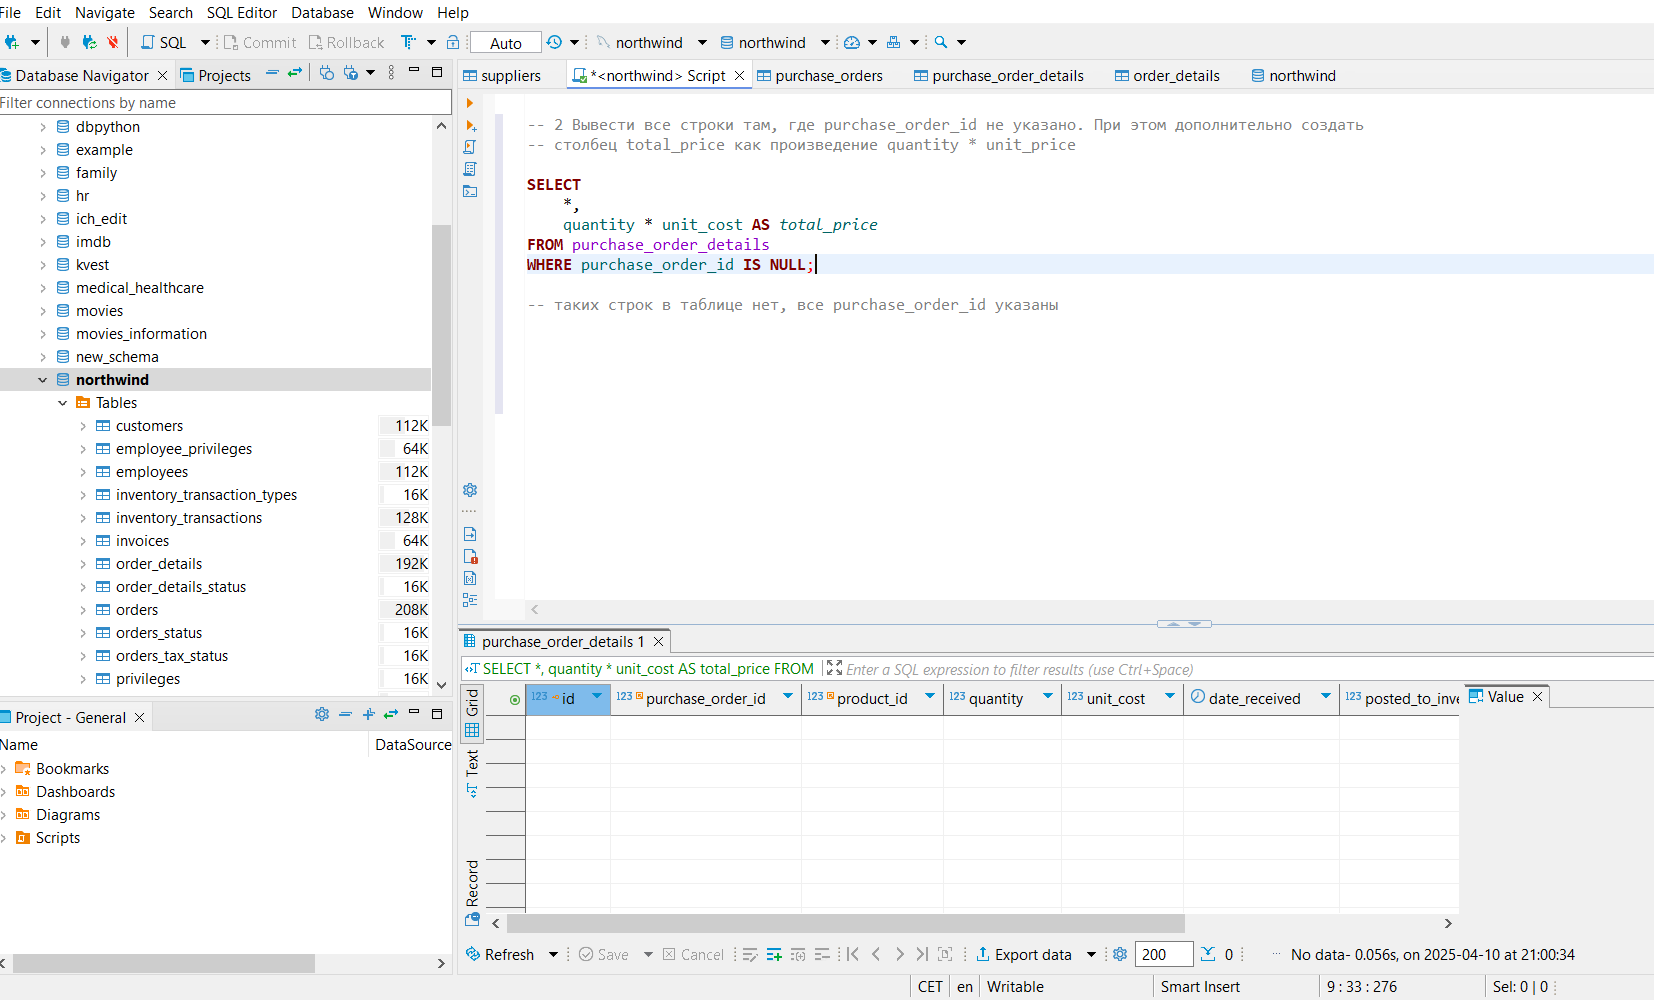 File Edit Navigate Search SQL Editor Database Window Help
SQL Commit Rollback Auto northwind northwind
Database Navigator Projects
Filter connections by name
dbpython
example
family
hr
ich_edit
imdb
kvest
medical_healthcare
movies
movies_information
new_schema
northwind
Tables
customers 112K
employee_privileges 64K
employees 112K
inventory_transaction_types 16K
inventory_transactions 128K
invoices 64K
order_details 192K
order_details_status 16K
orders 208K
orders_status 16K
orders_tax_status 16K
privileges 16K
Project - General
Name DataSource
Bookmarks
Dashboards
Diagrams
Scripts
suppliers *<northwind> Script purchase_orders purchase_order_details order_details northwind
-- 2 Вывести все строки там, где purchase_order_id не указано. При этом дополнительно создать
-- столбец total_price как произведение quantity * unit_price
SELECT
*,
quantity * unit_cost AS total_price
FROM purchase_order_details
WHERE purchase_order_id IS NULL;
-- таких строк в таблице нет, все purchase_order_id указаны
purchase_order_details 1
SELECT *, quantity * unit_cost AS total_price FROM Enter a SQL expression to filter results (use Ctrl+Space)
Grid
Text
Record
123 id 123 purchase_order_id 123 product_id 123 quantity 123 unit_cost date_received 123 posted_to_inve
Value
Refresh Save Cancel Export data 200 0 No data - 0.056s, on 2025-04-10 at 21:00:34
CET en Writable Smart Insert 9 : 33 : 276 Sel: 0 | 0